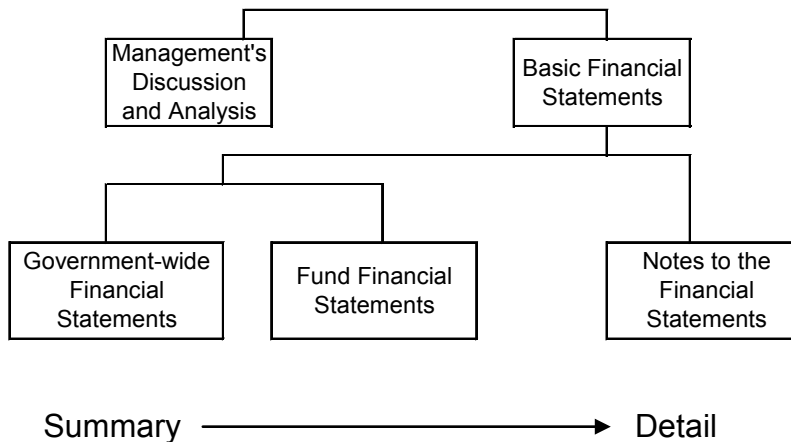 Management's
Discussion
and Analysis
Basic Financial
Statements
Government-wide
Financial
Statements
Fund Financial
Statements
Notes to the
Financial
Statements
Summary
Detail